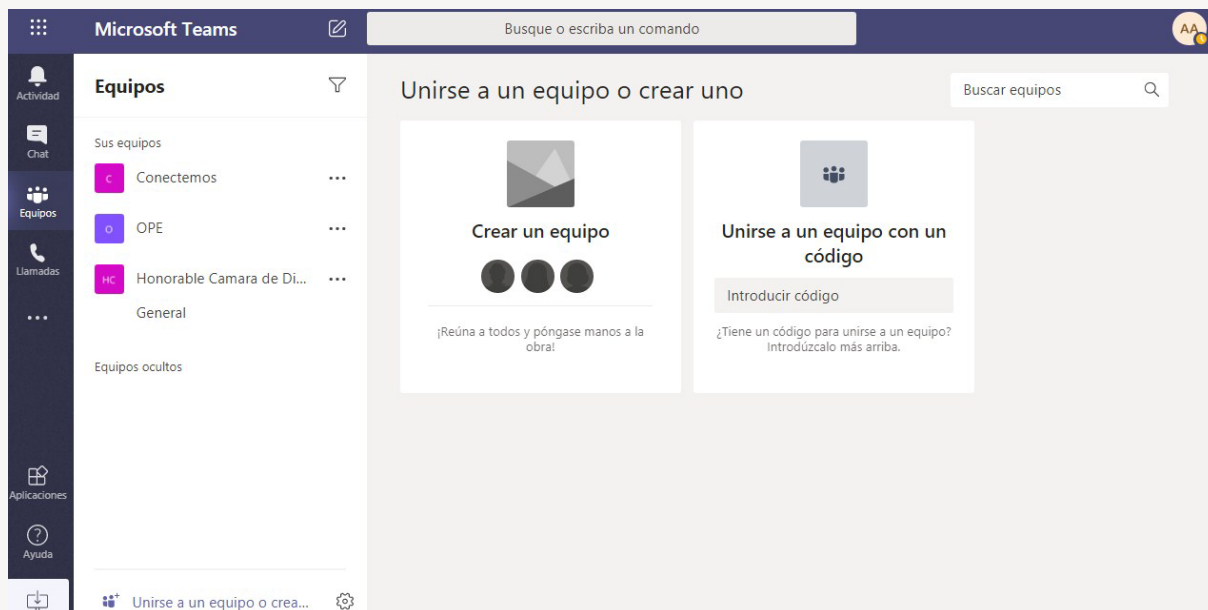 Microsoft Teams
Busque o escriba un comando
AA
Actividad
Chat
Equipos
Llamadas
Aplicaciones
Ayuda
Equipos
Sus equipos
C Conectemos
O OPE
HC Honorable Camara de Di...
General
Equipos ocultos
Unirse a un equipo o crea...
Unirse a un equipo o crear uno
Buscar equipos
Crear un equipo
¡Reúna a todos y póngase manos a la
obra!
Unirse a un equipo con un
código
Introducir código
¿Tiene un código para unirse a un equipo?
Introdúzcalo más arriba.